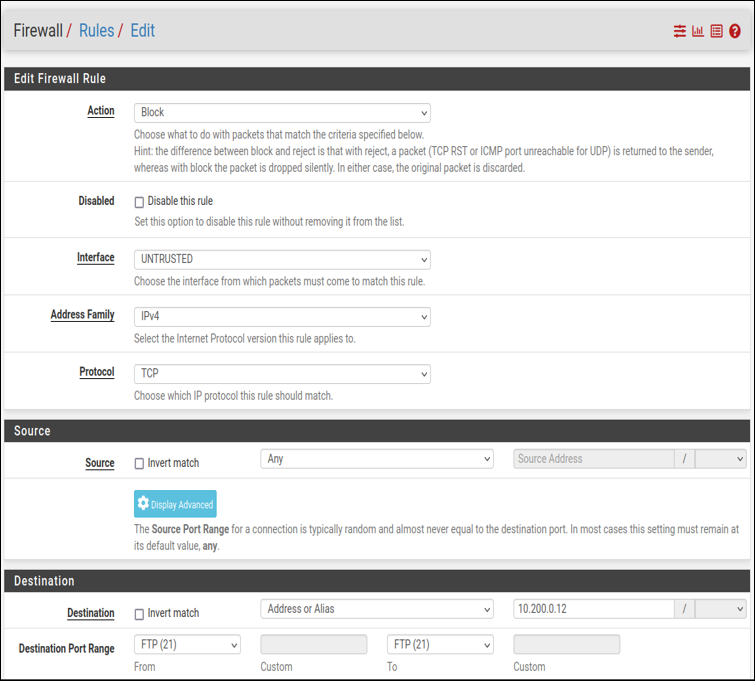 Firewall / Rules / Edit
Edit Firewall Rule
Action
Block
Choose what to do with packets that match the criteria specified below.
Hint: the difference between block and reject is that with reject, a packet (TCP RST or ICMP port unreachable for UDP) is returned to the sender,
whereas with block the packet is dropped silently. In either case, the original packet is discarded.
Disabled
Disable this rule
Set this option to disable this rule without removing it from the list.
Interface
UNTRUSTED
Choose the interface from which packets must come to match this rule.
Address Family
IPv4
Select the Internet Protocol version this rule applies to.
Protocol
TCP
Choose which IP protocol this rule should match.
Source
Source
Invert match
Any
Source Address
/
Display Advanced
The Source Port Range for a connection is typically random and almost never equal to the destination port. In most cases this setting must remain at
its default value, any.
Destination
Destination
Invert match
Address or Alias
10.200.0.12
/
Destination Port Range
FTP (21)
FTP (21)
From
Custom
To
Custom